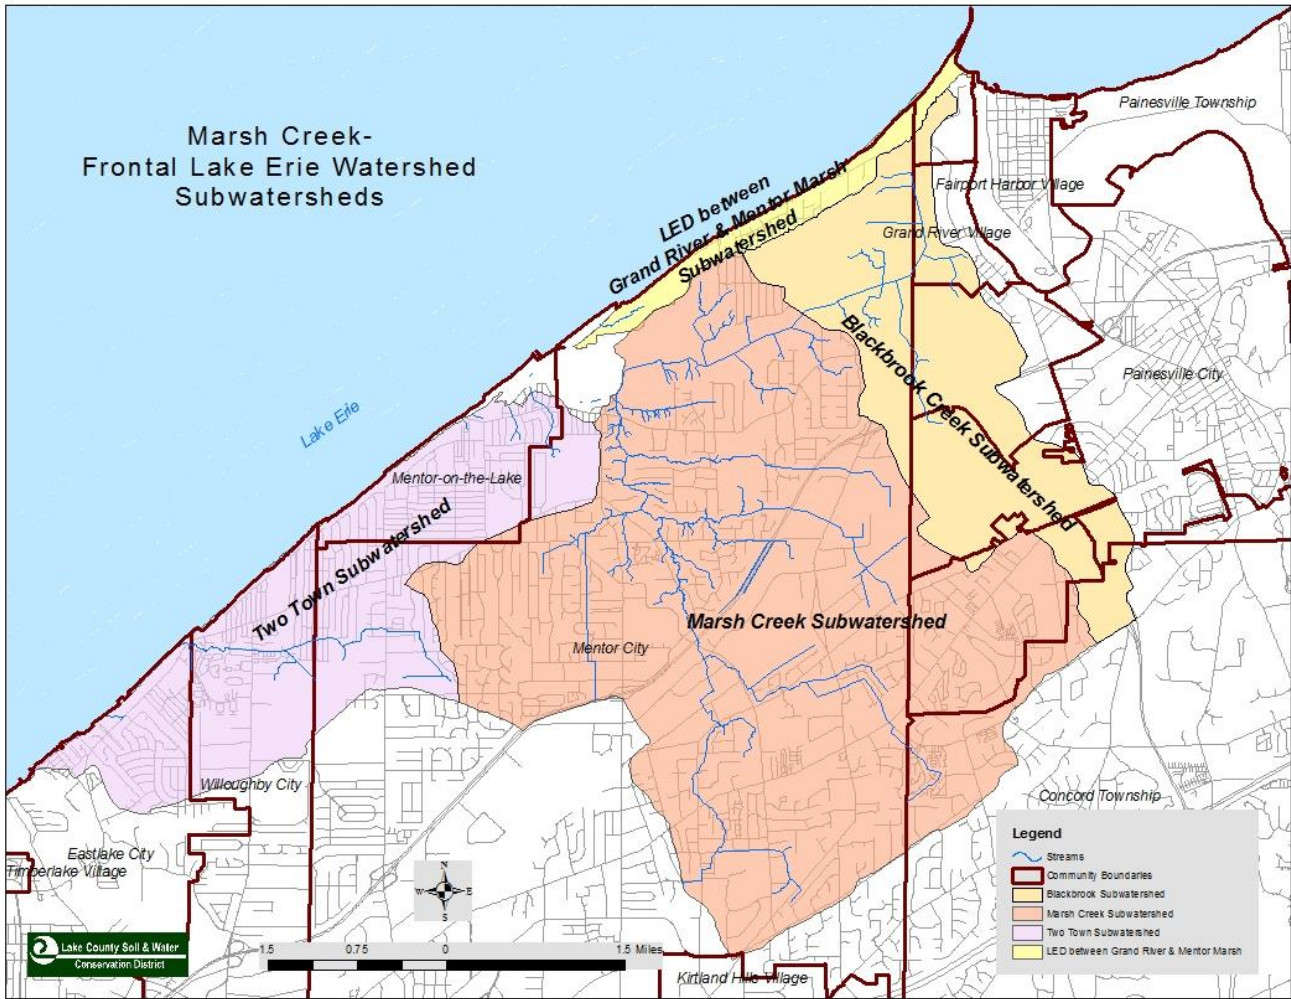 Marsh Creek-
Frontal Lake Erie Watershed
Subwatersheds
Painesville Township
LED between
Grand River & Mentor Marsh
Subwatershed
Fairport Harbor Village
Grand River Village
Blackbrook Creek Subwatershed
Painesville City
Lake Erie
Mentor-on-the-Lake
Two Town Subwatershed
Marsh Creek Subwatershed
Mentor City
Willoughby City
Concord Township
Eastlake City
Timberlake Village
Kirtland Hills Village
N
W
E
S
1.5
0.75
0
1.5 Miles
Lake County Soil & Water
Conservation District
Legend
Streams
Community Boundaries
Blackbrook Subwatershed
Marsh Creek Subwatershed
Two Town Subwatershed
LED between Grand River & Mentor Marsh